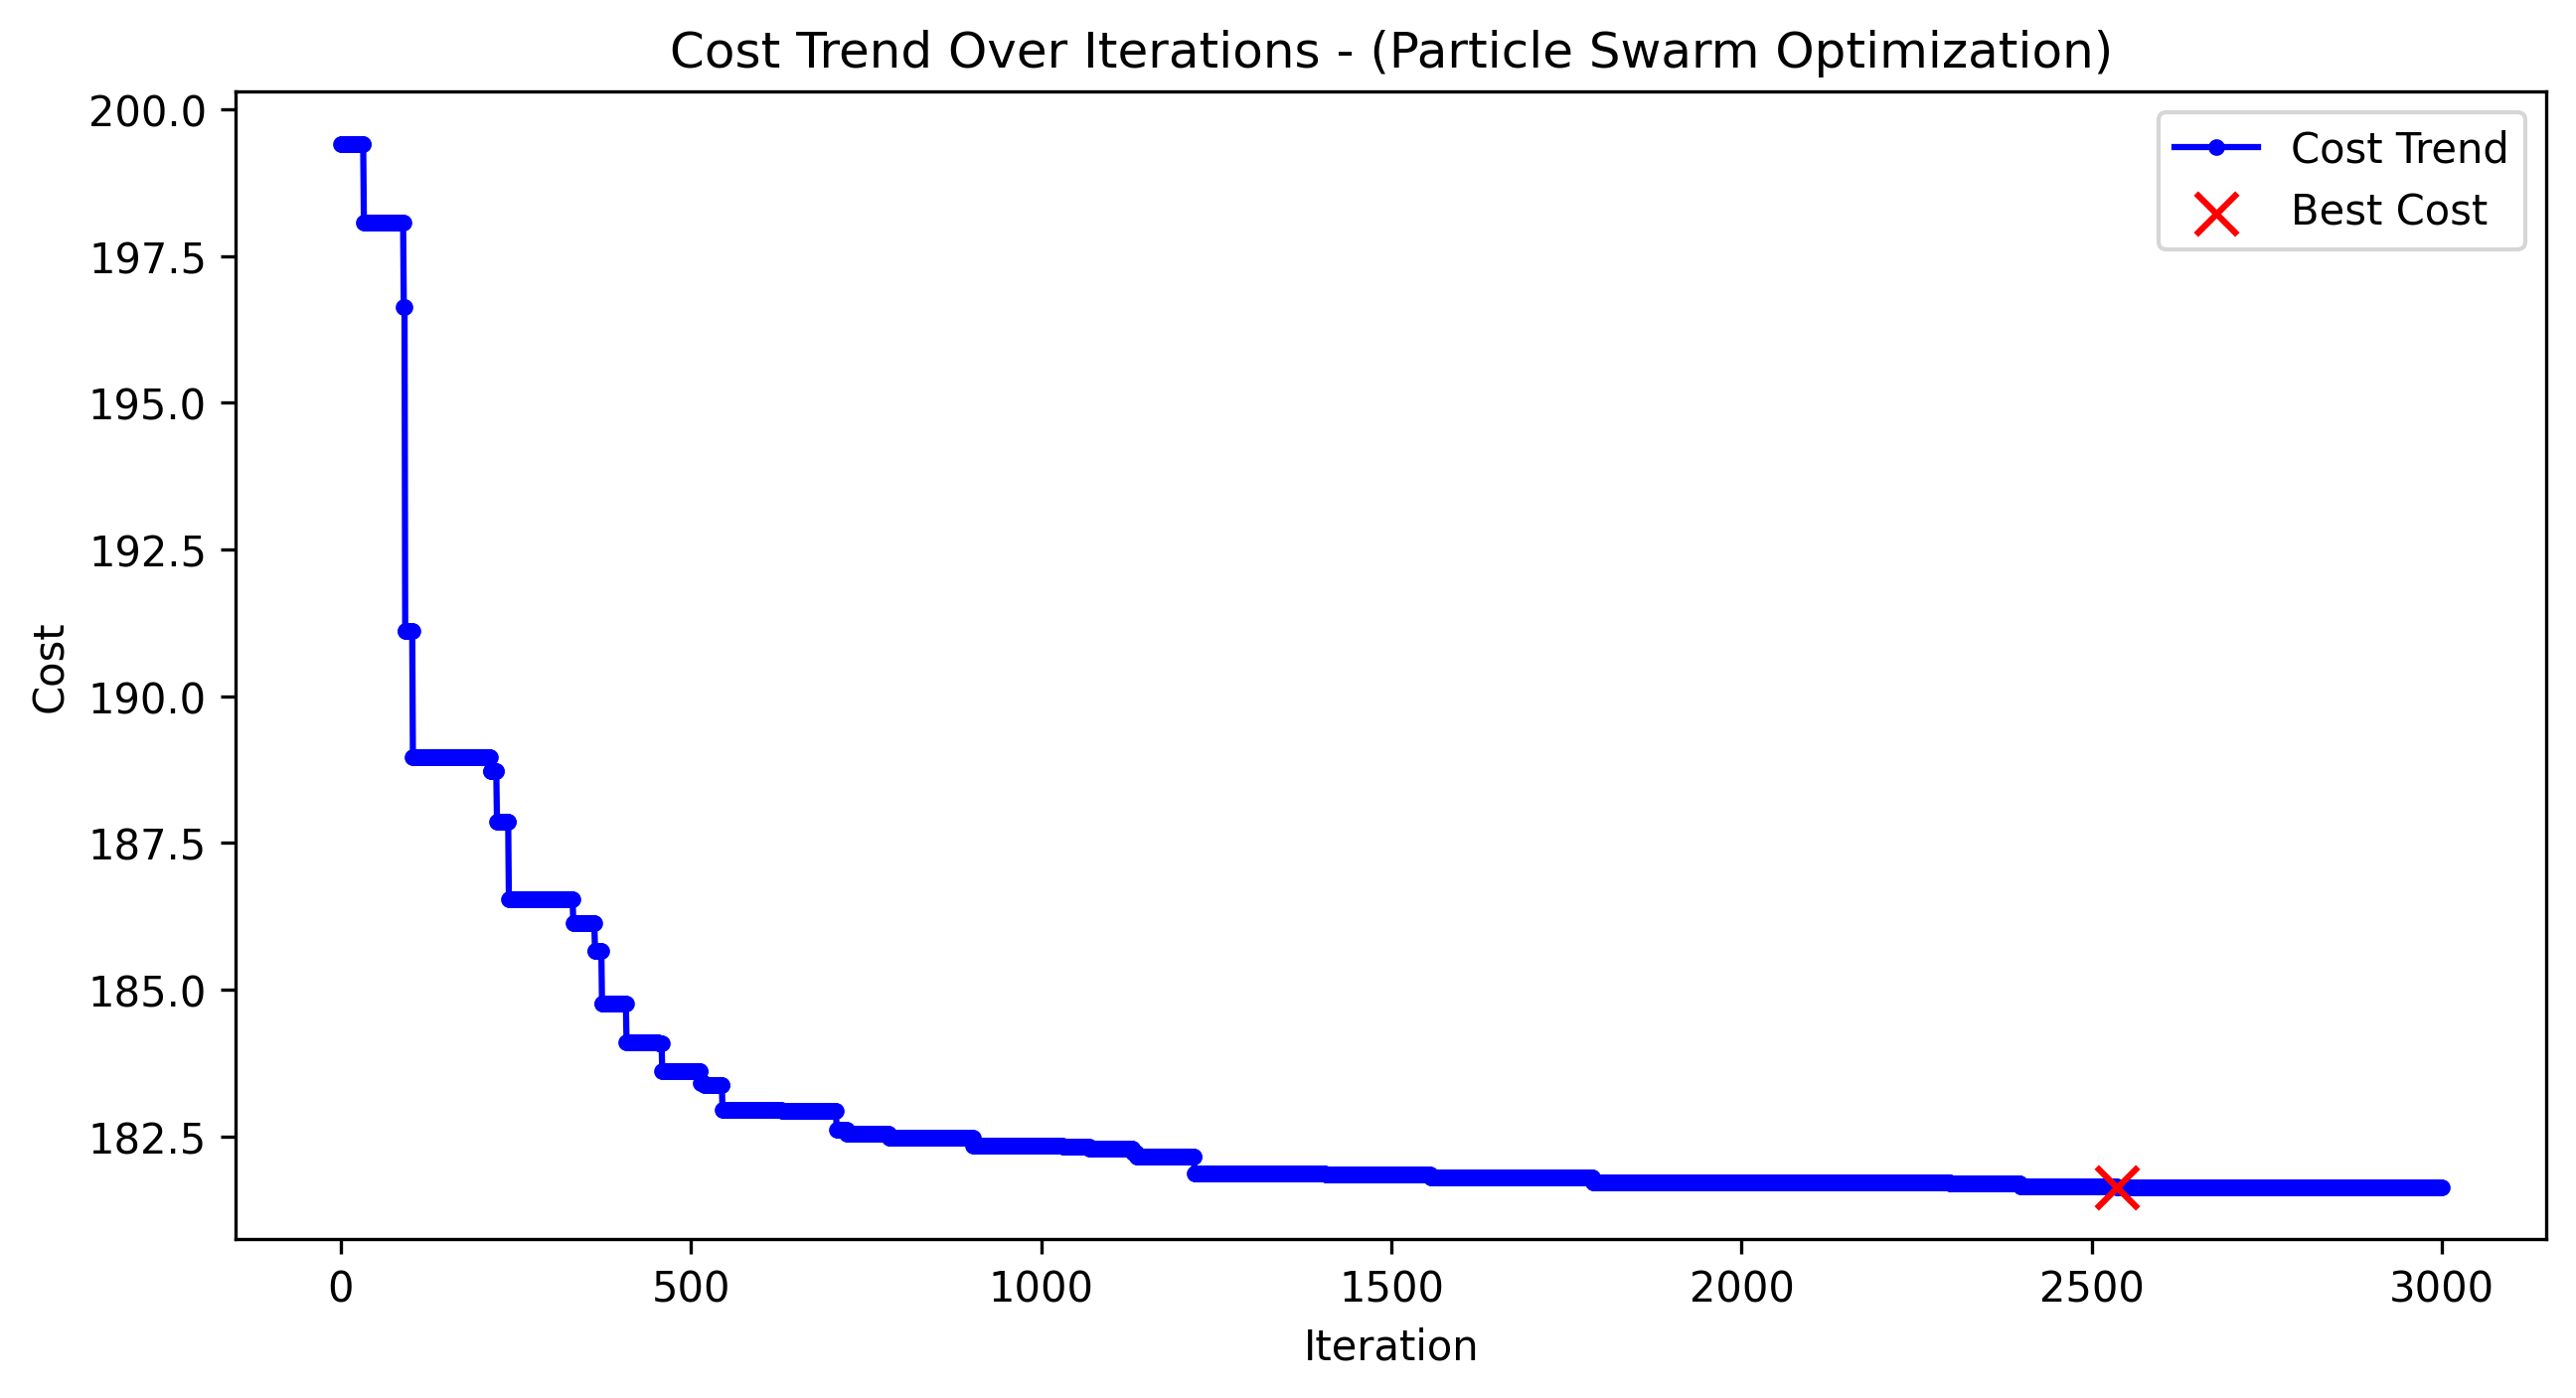 Cost Trend Over Iterations - (Particle Swarm Optimization)
Cost Trend
Best Cost
Cost
200.0
197.5
195.0
192.5
190.0
187.5
185.0
182.5
0 500 1000 1500 2000 2500 3000
Iteration